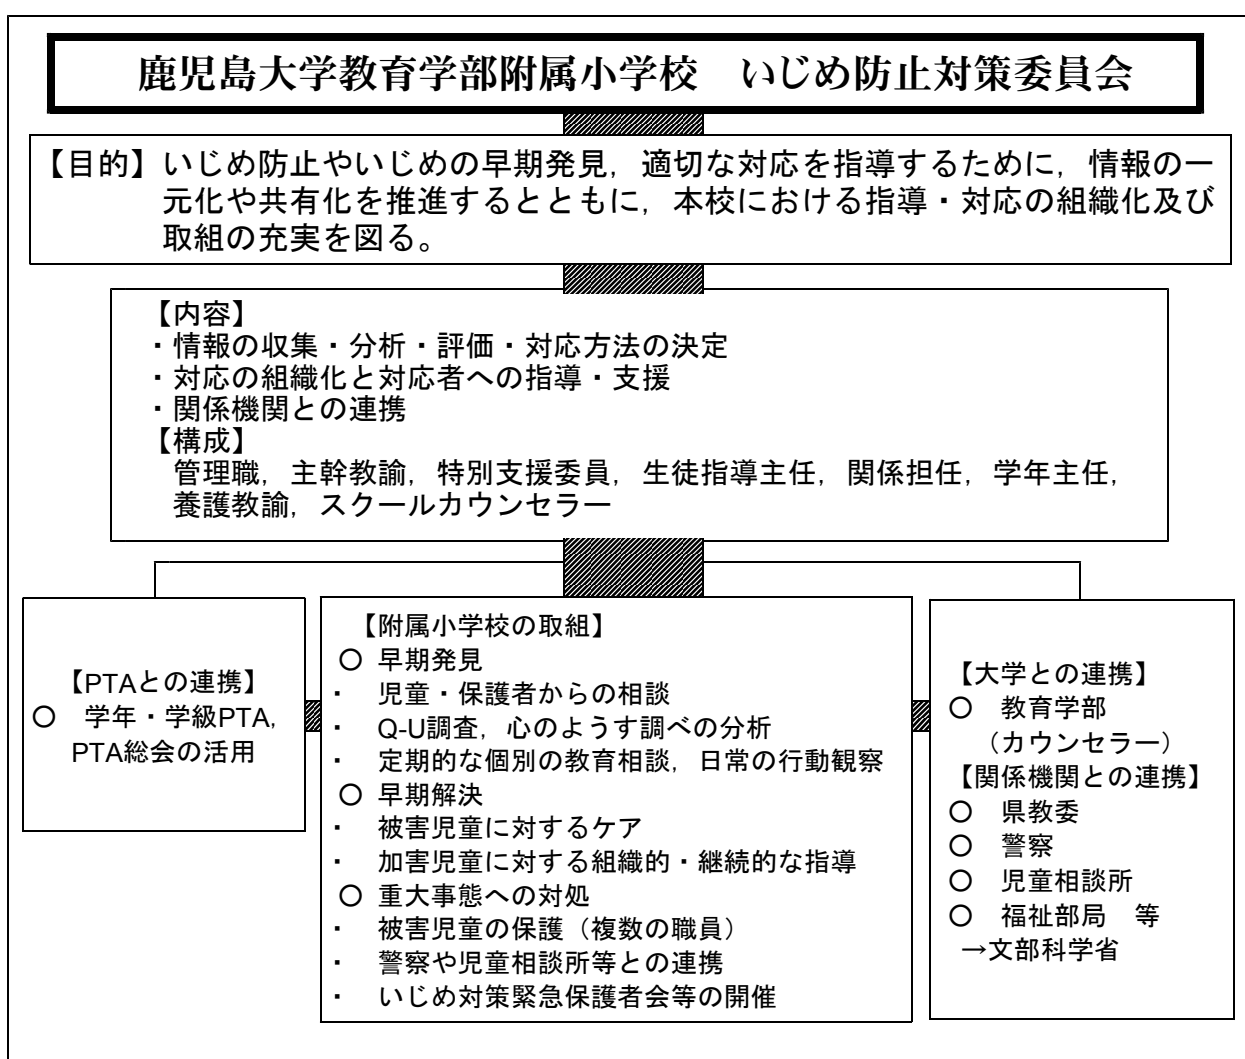 鹿児島大学教育学部附属小学校　いじめ防止対策委員会
【目的】いじめ防止やいじめの早期発見，適切な対応を指導するために，情報の一
元化や共有化を推進するとともに，本校における指導・対応の組織化及び
取組の充実を図る。
【内容】
・情報の収集・分析・評価・対応方法の決定
・対応の組織化と対応者への指導・支援
・関係機関との連携
【構成】
管理職，主幹教諭，特別支援委員，生徒指導主任，関係担任，学年主任，
養護教諭，スクールカウンセラー
【PTAとの連携】
○　学年・学級PTA，
PTA総会の活用
【附属小学校の取組】
○ 早期発見
・　児童・保護者からの相談
・　Q-U調査，心のようす調べの分析
・　定期的な個別の教育相談，日常の行動観察
○ 早期解決
・　被害児童に対するケア
・　加害児童に対する組織的・継続的な指導
○ 重大事態への対処
・　被害児童の保護（複数の職員）
・　警察や児童相談所等との連携
・　いじめ対策緊急保護者会等の開催
【大学との連携】
○　教育学部
（カウンセラー）
【関係機関との連携】
○　県教委
○　警察
○　児童相談所
○　福祉部局　等
→文部科学省